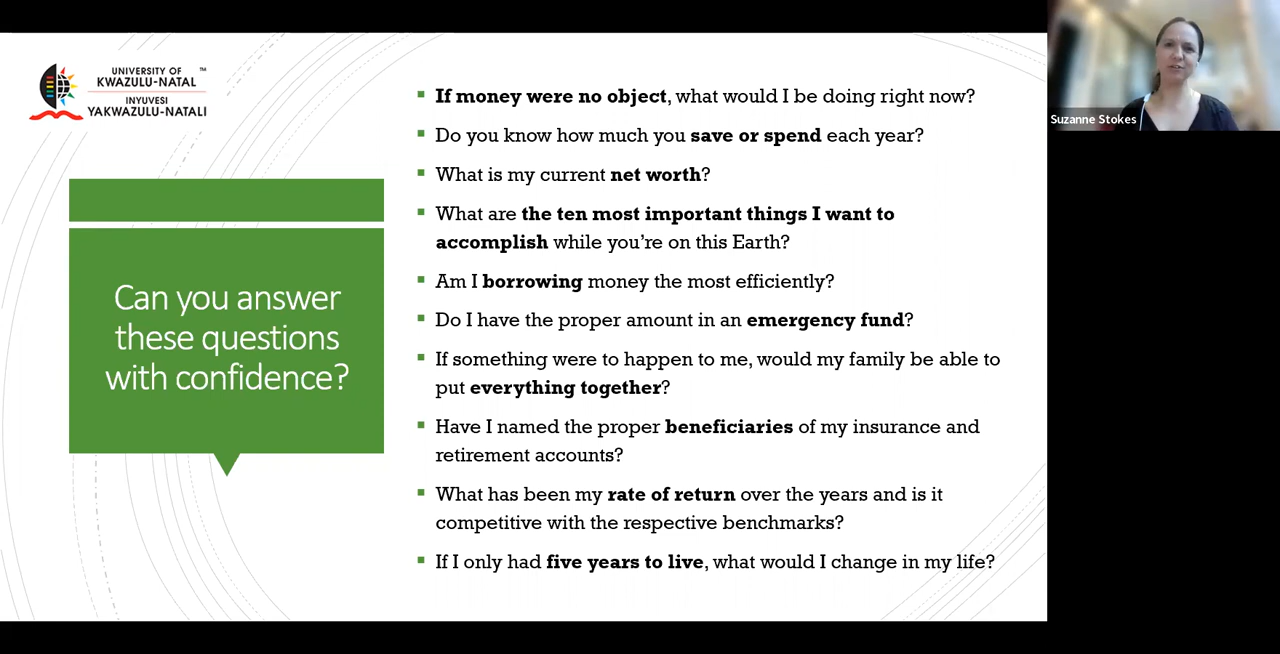 UNIVERSITY OF ™
KWAZULU-NATAL
INYUVESI
YAKWAZULU-NATALI
Can you answer
these questions
with confidence?
If money were no object, what would I be doing right now?
Do you know how much you save or spend each year?
What is my current net worth?
What are the ten most important things I want to
accomplish while you’re on this Earth?
Am I borrowing money the most efficiently?
Do I have the proper amount in an emergency fund?
If something were to happen to me, would my family be able to
put everything together?
Have I named the proper beneficiaries of my insurance and
retirement accounts?
What has been my rate of return over the years and is it
competitive with the respective benchmarks?
If I only had five years to live, what would I change in my life?
Suzanne Stokes